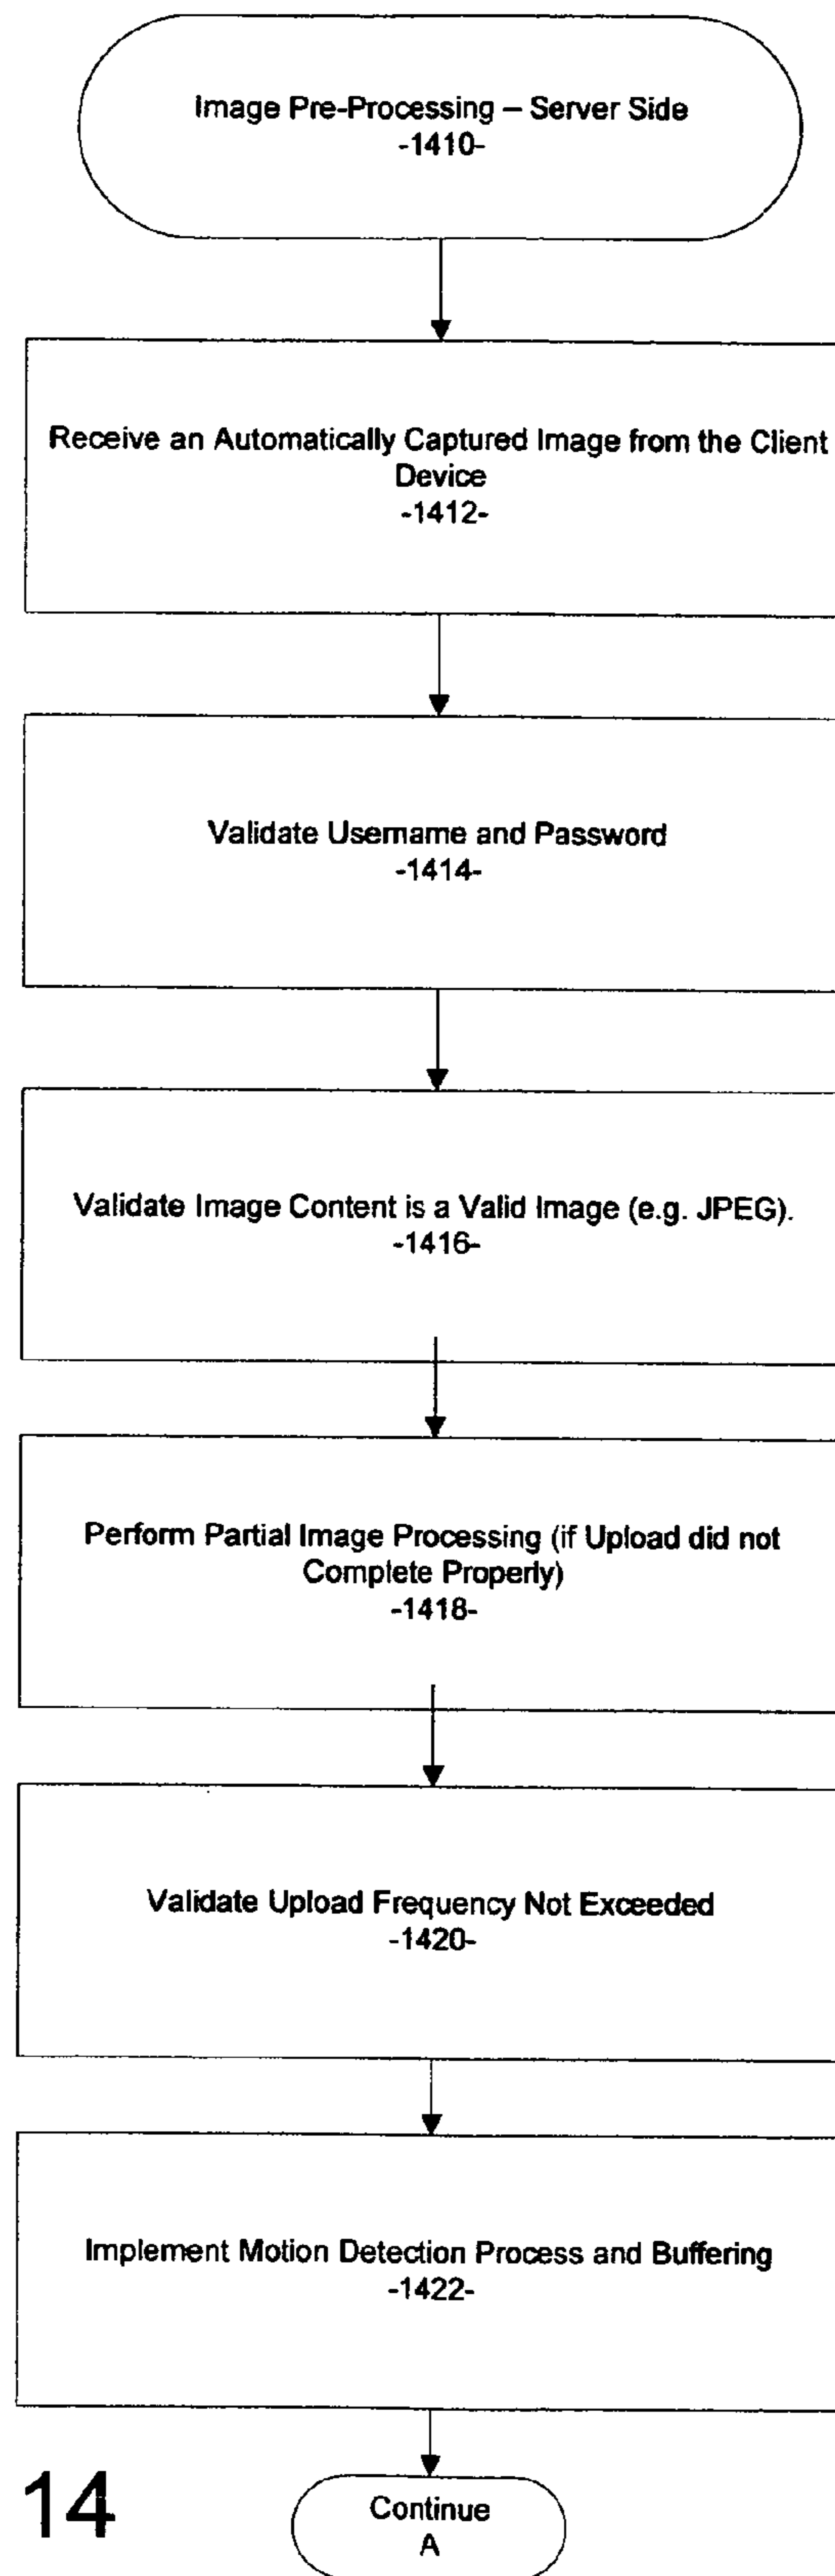 Image Pre-Processing – Server Side
-1410-
Receive an Automatically Captured Image from the Client
Device
-1412-
Validate Username and Password
-1414-
Validate Image Content is a Valid Image (e.g. JPEG).
-1416-
Perform Partial Image Processing (if Upload did not
Complete Properly)
-1418-
Validate Upload Frequency Not Exceeded
-1420-
Implement Motion Detection Process and Buffering
-1422-
14
Continue
A